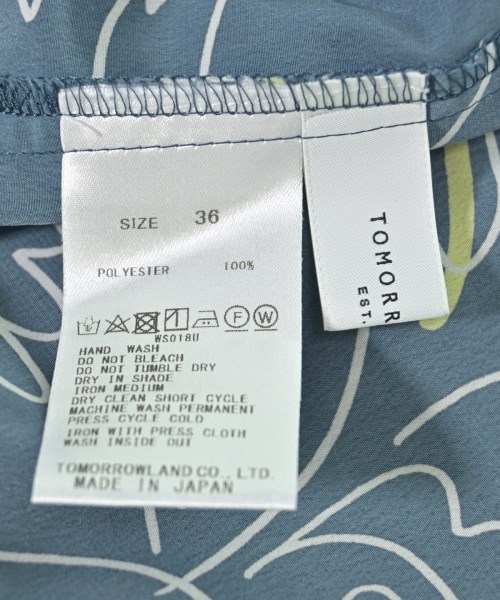 SIZE 36
POLYESTER 100%
F W
WS018U
HAND WASH
DO NOT BLEACH
DO NOT TUMBLE DRY
DRY IN SHADE
IRON MEDIUM
DRY CLEAN SHORT CYCLE
MACHINE WASH PERMANENT
PRESS CYCLE COLD
IRON WITH PRESS CLOTH
WASH INSIDE OUT
TOMORROWLAND CO., LTD.
MADE IN JAPAN
TOMORR
EST.